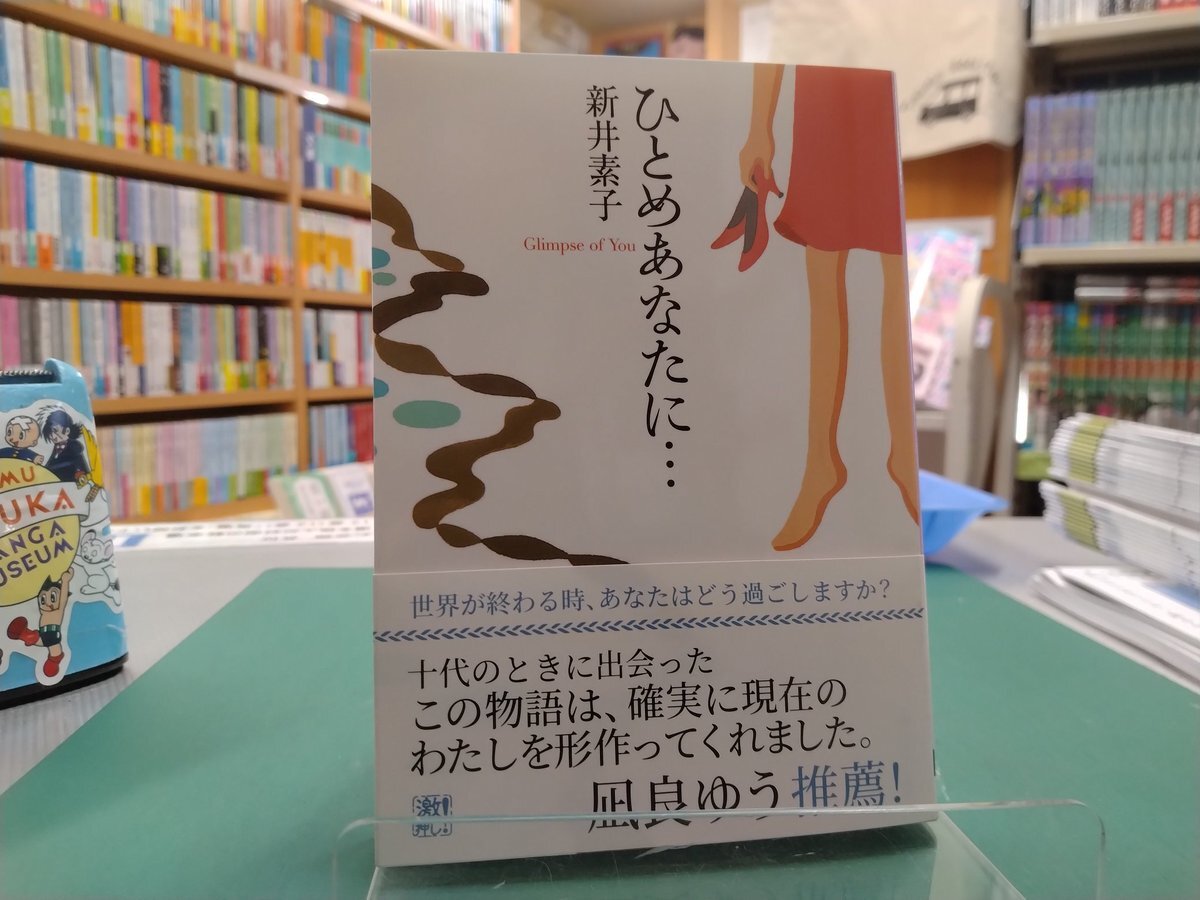 ひとめあなたに…
新井素子
Glimpse of You
世界が終わる時、あなたはどう過ごしますか?
十代のときに出会った
この物語は、確実に現在の
わたしを形作ってくれました。
凪良ゆう推薦!
激!
押し!
MU
UKA
ANGA
USEUM